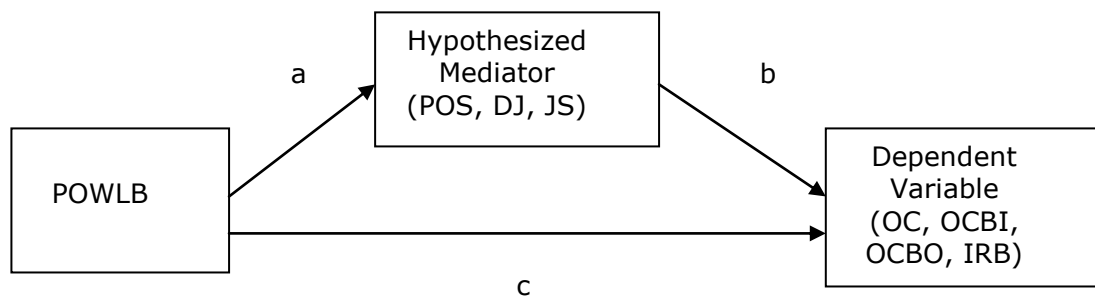 Hypothesized
Mediator
(POS, DJ, JS)
a
b
POWLB
Dependent
Variable
(OC, OCBI,
OCBO, IRB)
c